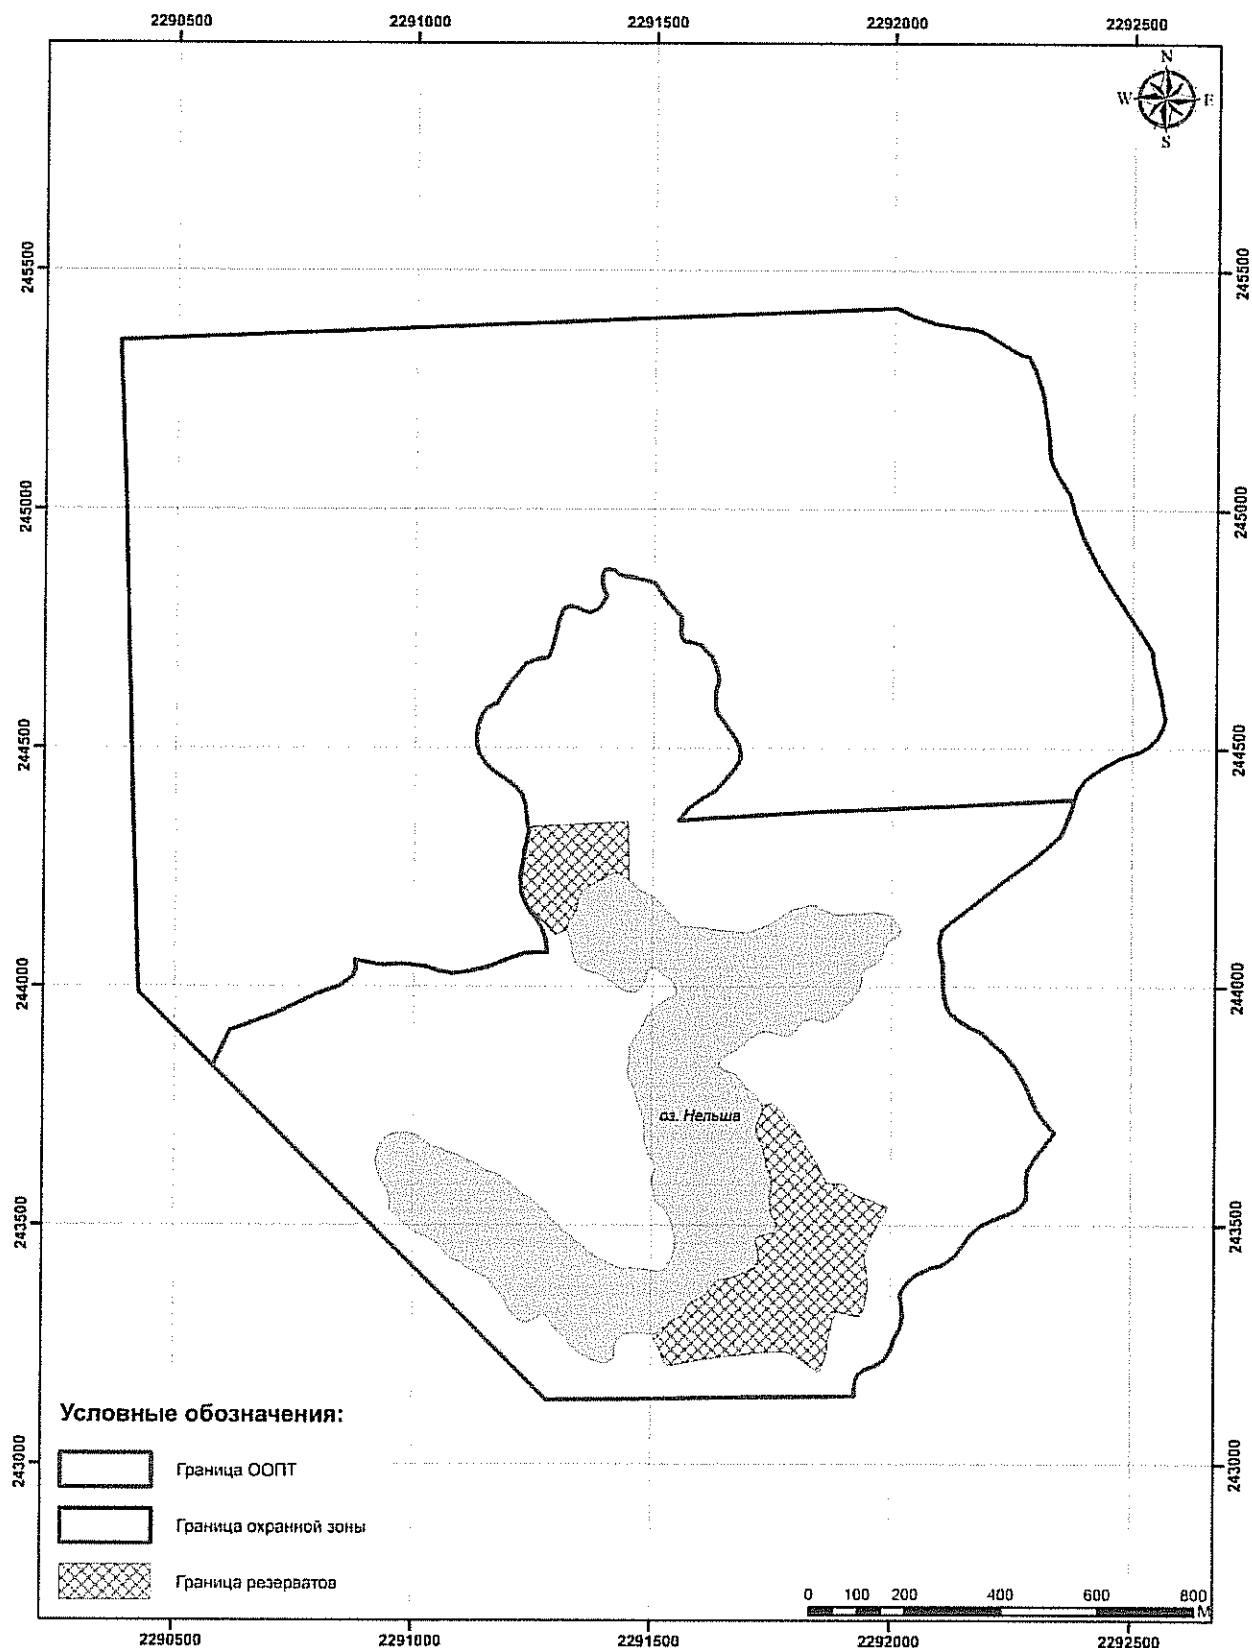 2290500 2291000 2291500 2292000 2292500
N
W E
S
245500 245500
245000 245000
244500 244500
244000 244000
оз. Нельша
243500 243500
Условные обозначения:
243000 243000
Граница ООПТ
Граница охранной зоны
Граница резерватов
0 100 200 400 600 800
М
2290500 2291000 2291500 2292000 2292500